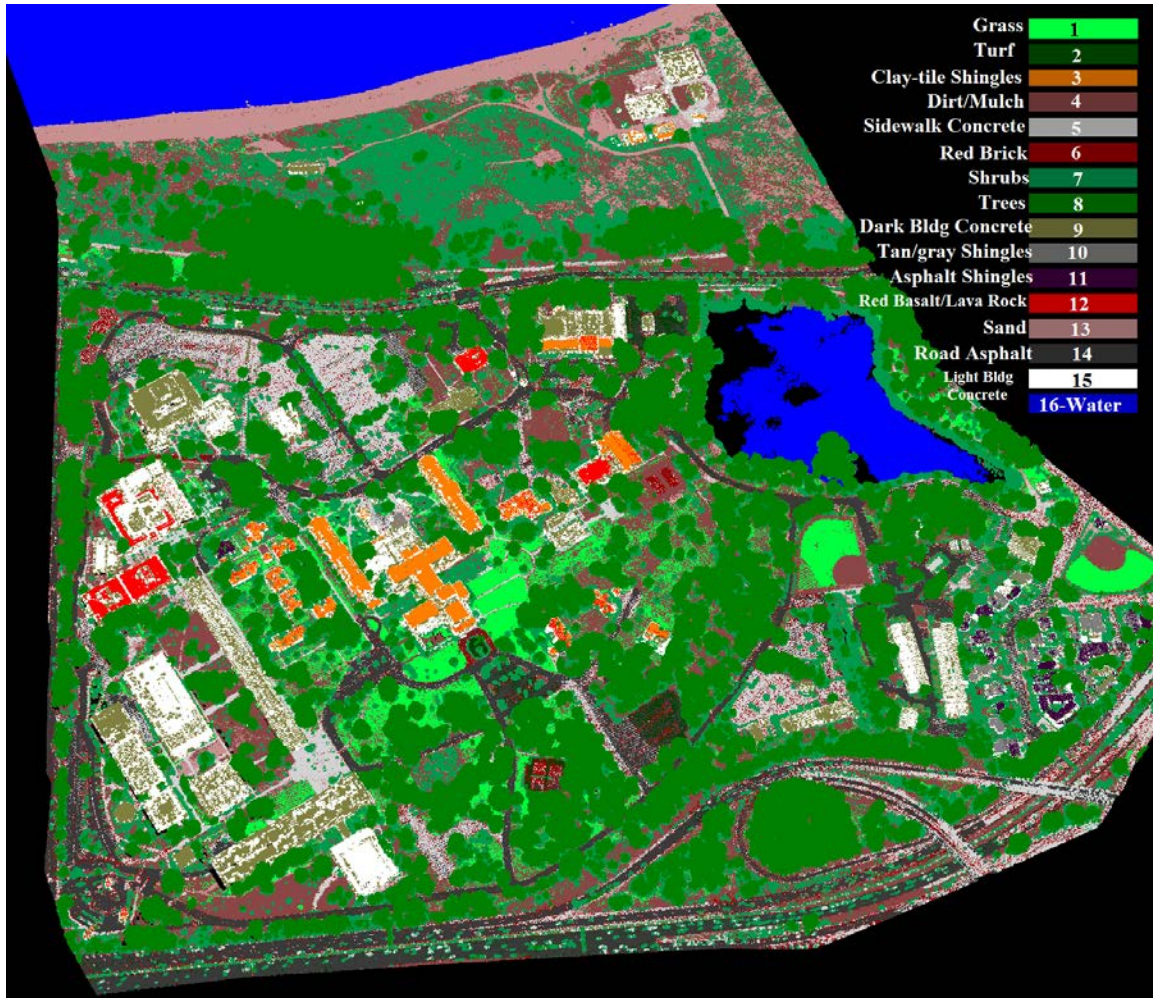 Grass 1
Turf 2
Clay-tile Shingles 3
Dirt/Mulch 4
Sidewalk Concrete 5
Red Brick 6
Shrubs 7
Trees 8
Dark Bldg Concrete 9
Tan/gray Shingles 10
Asphalt Shingles 11
Red Basalt/Lava Rock 12
Sand 13
Road Asphalt 14
Light Bldg
Concrete 15
16-Water